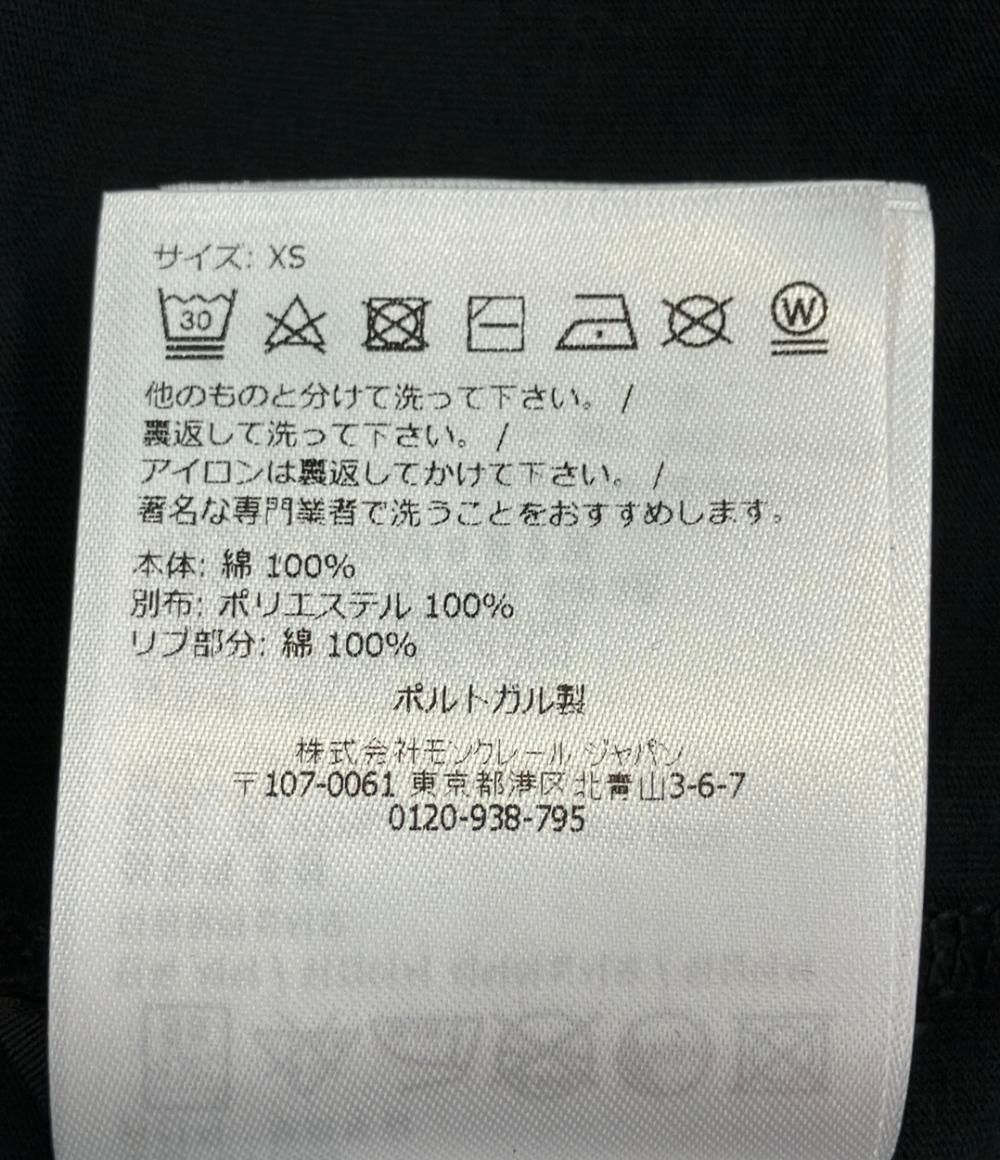 サイズ: XS
30
W
他のものと分けて洗って下さい。 /
裏返して洗って下さい。 /
アイロンは裏返してかけて下さい。 /
著名な専門業者で洗うことをおすすめします。
本体: 綿 100%
別布: ポリエステル 100%
リブ部分: 綿 100%
ポルトガル製
株式会社モンクレール ジャパン
〒107-0061 東京都港区北青山3-6-7
0120-938-795